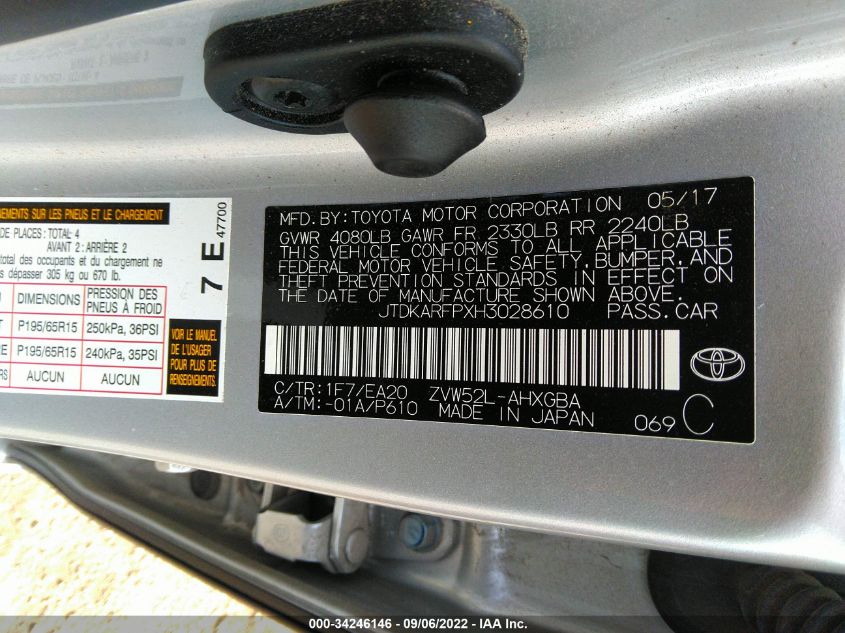 NEMENTS SUR LES PNEUS ET LE CHARGEMENT
DE PLACES: TOTAL 4
AVANT 2 : ARRIÈRE 2
total des occupants et du chargement ne
s dépasser 305 kg ou 670 lb.
DIMENSIONS PRESSION DES PNEUS À FROID
T P195/65R15 250kPa, 36PSI
RE P195/65R15 240kPa, 35PSI
RS AUCUN AUCUN
VOIR LE MANUEL
DE L'USAGER
POUR PLUS DE
RENSEIGNEMENTS
7 E 47700
MFD. BY: TOYOTA MOTOR CORPORATION 05/17
GVWR 4080LB GAWR FR 2330LB RR 2240LB
THIS VEHICLE CONFORMS TO ALL APPLICABLE
FEDERAL MOTOR VEHICLE SAFETY, BUMPER, AND
THEFT PREVENTION STANDARDS IN EFFECT ON
THE DATE OF MANUFACTURE SHOWN ABOVE.
JTDKARFPXH3028610 PASS. CAR
C/TR: 1F7/EA20 ZVW52L-AHXGBA
A/TM: -01A/P610 MADE IN JAPAN 069 C
000-34246146 - 09/06/2022 - IAA Inc.